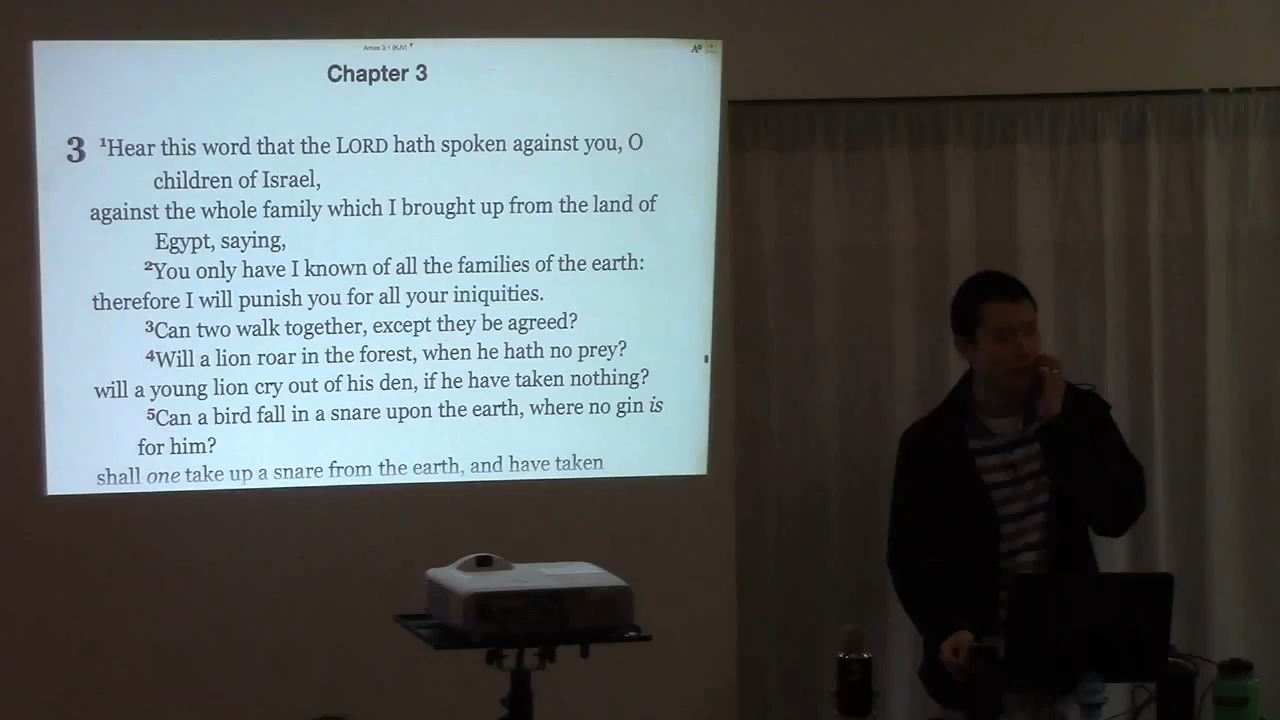 Amos 3:1 (KJV)
Chapter 3
3 ¹Hear this word that the LORD hath spoken against you, O
children of Israel,
against the whole family which I brought up from the land of
Egypt, saying,
²You only have I known of all the families of the earth:
therefore I will punish you for all your iniquities.
³Can two walk together, except they be agreed?
⁴Will a lion roar in the forest, when he hath no prey?
will a young lion cry out of his den, if he have taken nothing?
⁵Can a bird fall in a snare upon the earth, where no gin is
for him?
shall one take up a snare from the earth, and have taken